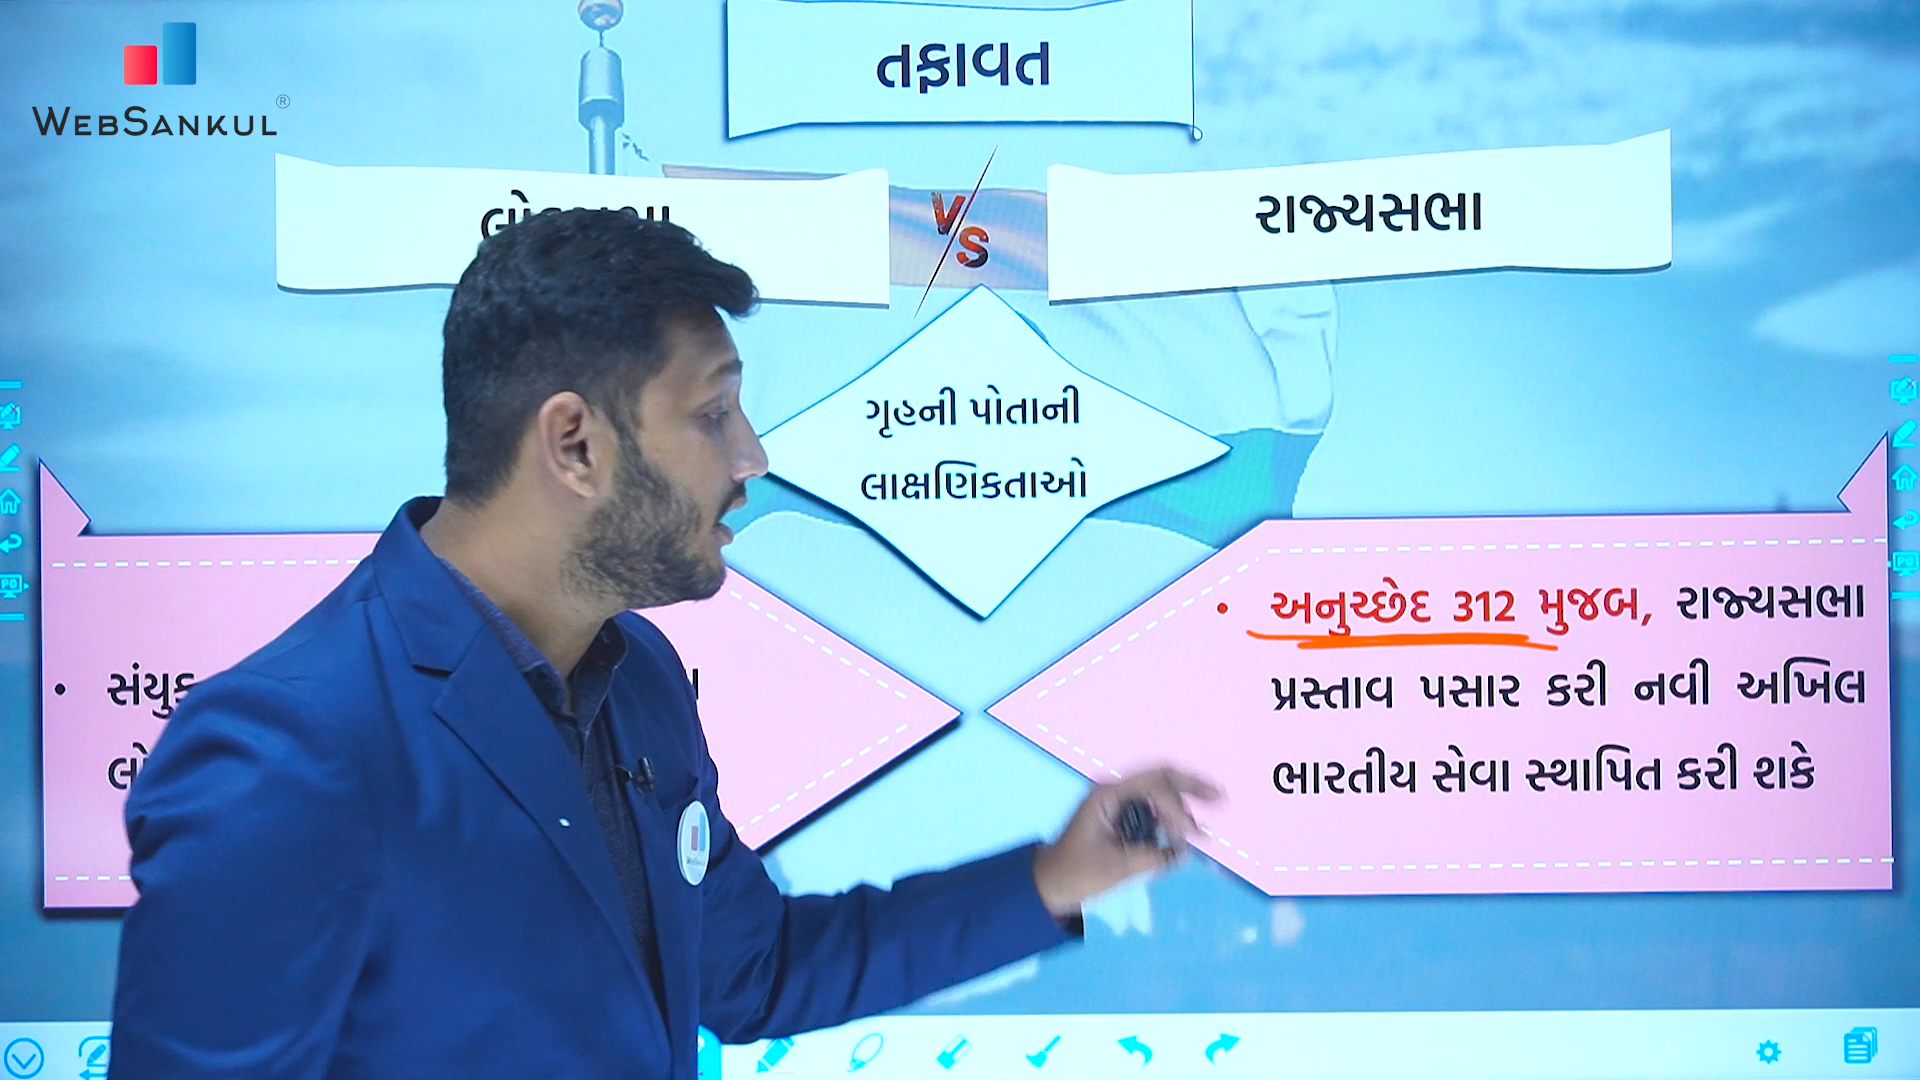 WEBSANKUL
®
તફાવત
VS
રાજ્યસભા
ગૃહની પોતાની
લાક્ષણિકતાઓ
• અનુચ્છેદ 312 મુજબ, રાજ્યસભા
પ્રસ્તાવ પસાર કરી નવી અખિલ
ભારતીય સેવા સ્થાપિત કરી શકે